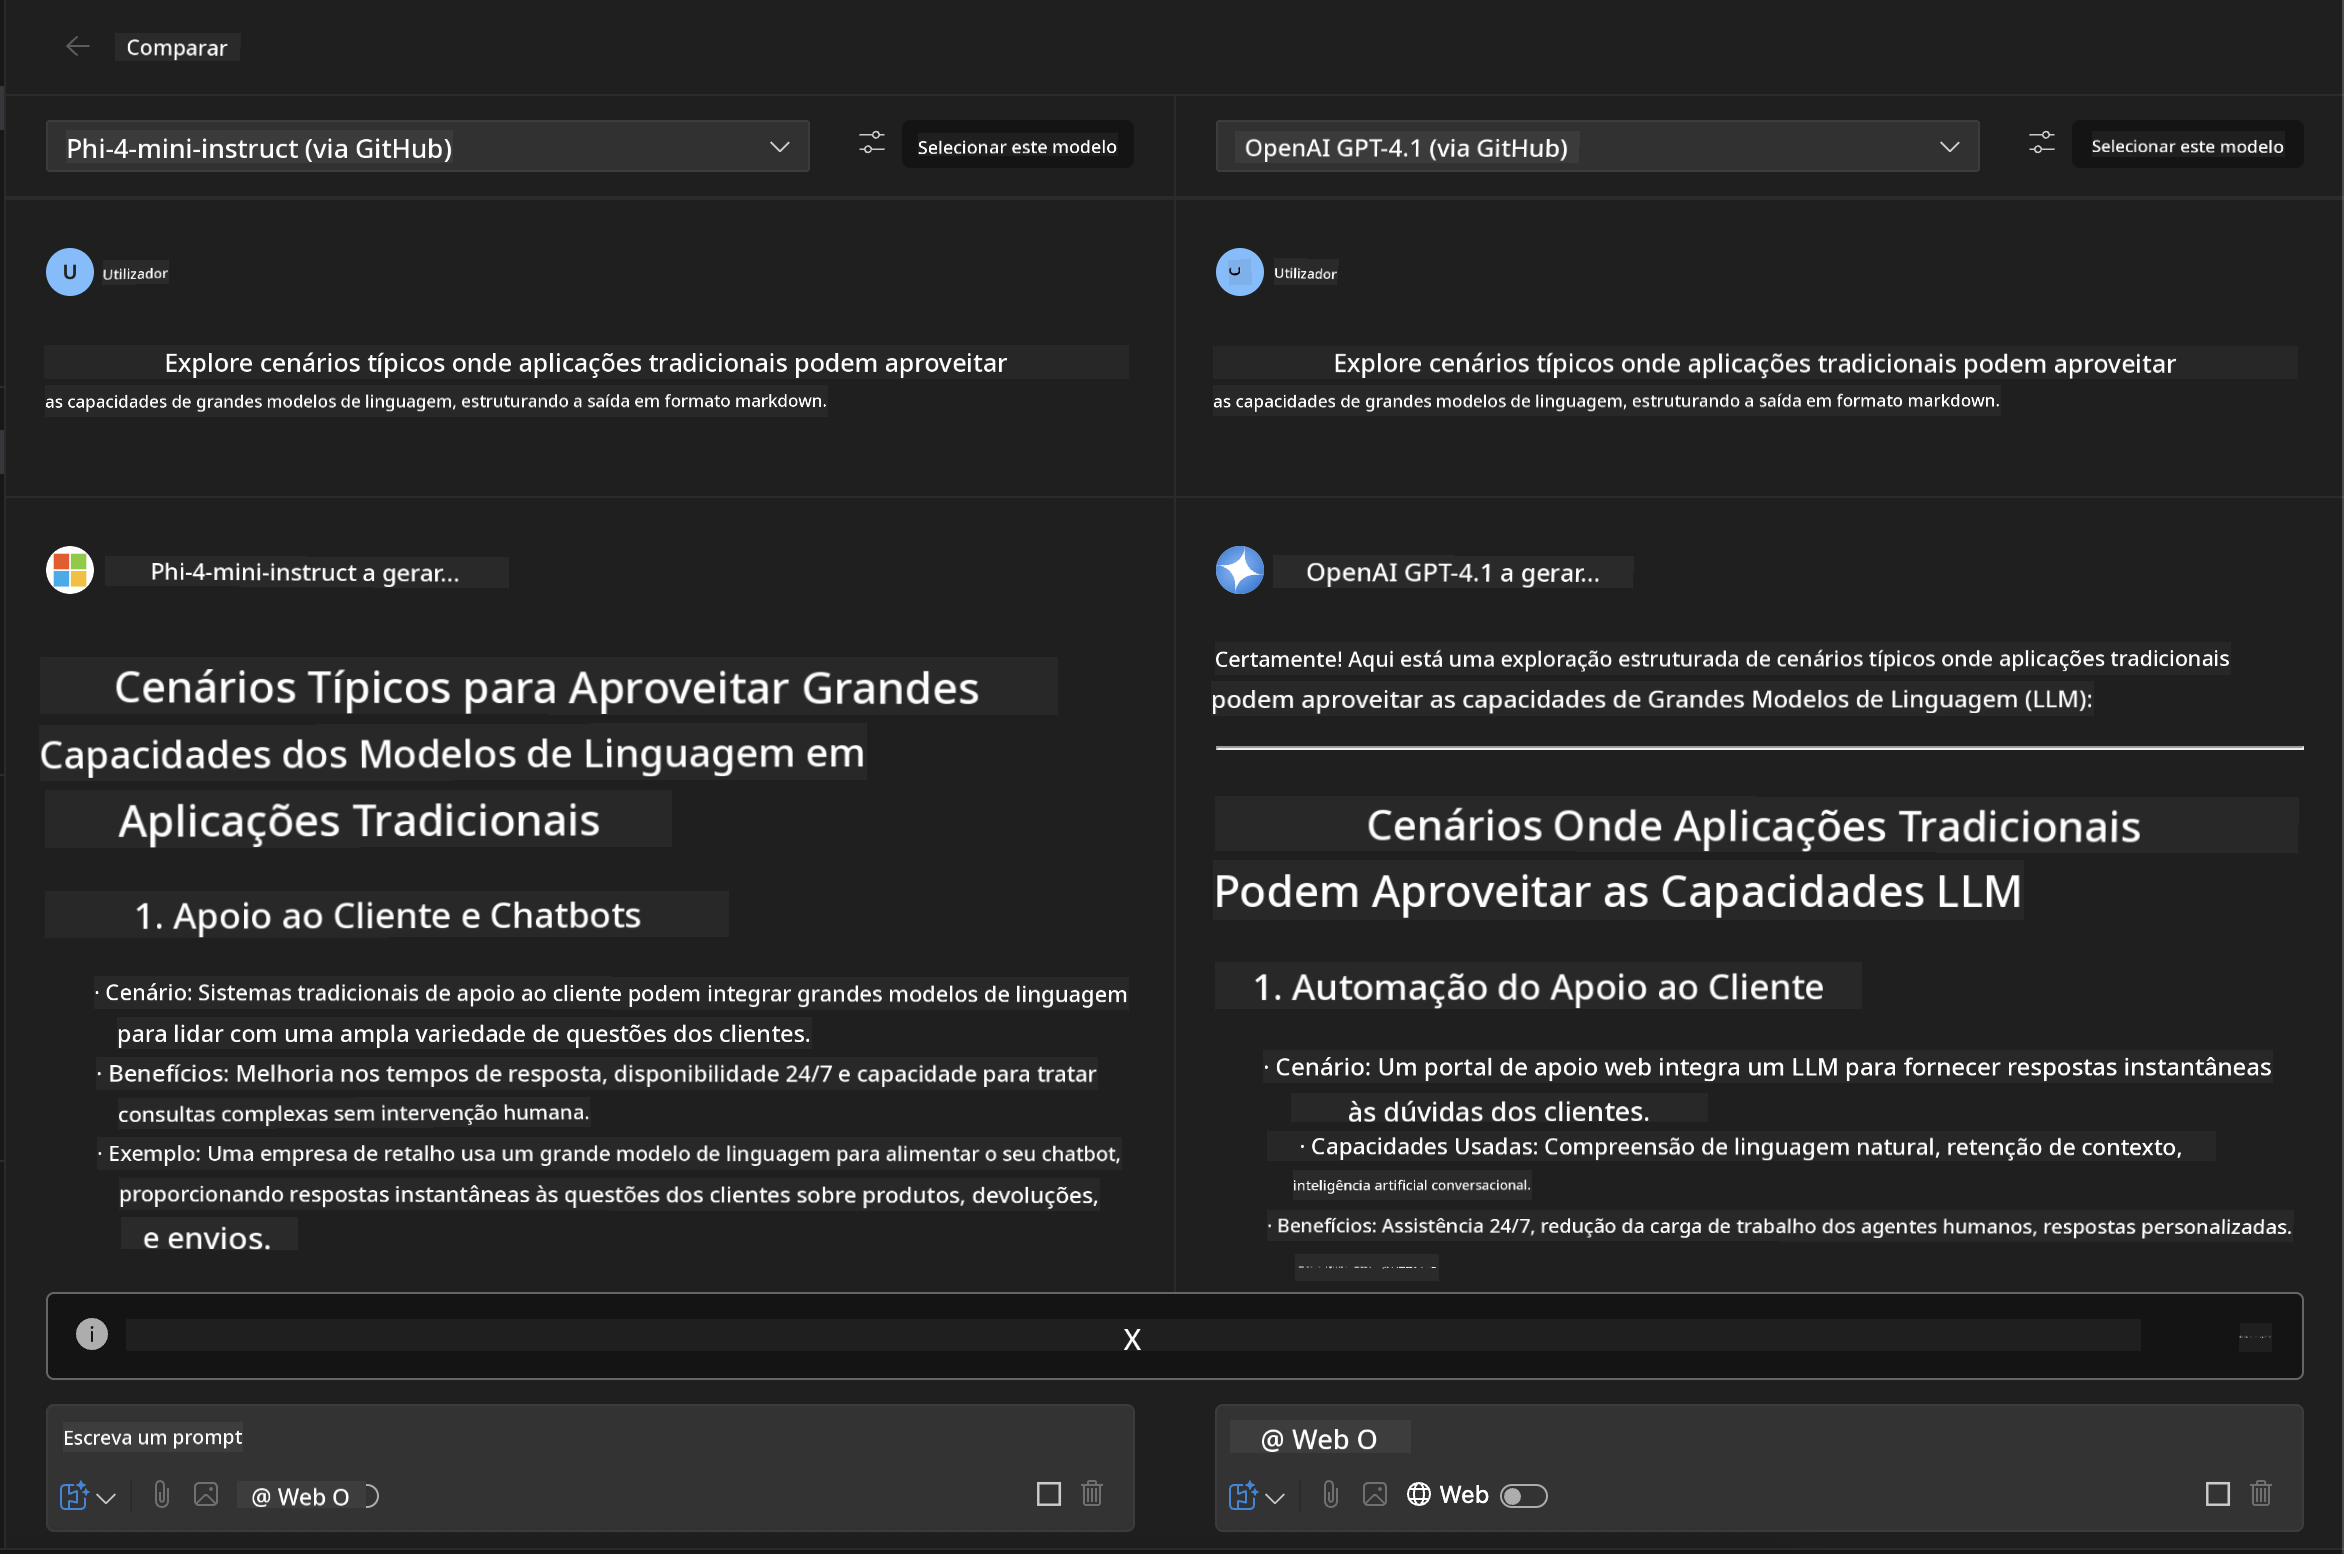 Comparar
Phi-4-mini-instruct (via GitHub)
Selecionar este modelo
U
Utilizador
Explore cenários típicos onde aplicações tradicionais podem aproveitar
as capacidades de grandes modelos de linguagem, estruturando a saída em formato markdown.
Phi-4-mini-instruct a gerar...
Cenários Típicos para Aproveitar Grandes
Capacidades dos Modelos de Linguagem em
Aplicações Tradicionais
1. Apoio ao Cliente e Chatbots
· Cenário: Sistemas tradicionais de apoio ao cliente podem integrar grandes modelos de linguagem
para lidar com uma ampla variedade de questões dos clientes.
· Benefícios: Melhoria nos tempos de resposta, disponibilidade 24/7 e capacidade para tratar
consultas complexas sem intervenção humana.
· Exemplo: Uma empresa de retalho usa um grande modelo de linguagem para alimentar o seu chatbot,
proporcionando respostas instantâneas às questões dos clientes sobre produtos, devoluções,
e envios.
OpenAI GPT-4.1 (via GitHub)
Selecionar este modelo
Utilizador
Explore cenários típicos onde aplicações tradicionais podem aproveitar
as capacidades de grandes modelos de linguagem, estruturando a saída em formato markdown.
OpenAI GPT-4.1 a gerar...
Certamente! Aqui está uma exploração estruturada de cenários típicos onde aplicações tradicionais
podem aproveitar as capacidades de Grandes Modelos de Linguagem (LLM):
Cenários Onde Aplicações Tradicionais
Podem Aproveitar as Capacidades LLM
1. Automação do Apoio ao Cliente
· Cenário: Um portal de apoio web integra um LLM para fornecer respostas instantâneas
às dúvidas dos clientes.
· Capacidades Usadas: Compreensão de linguagem natural, retenção de contexto,
inteligência artificial conversacional.
· Benefícios: Assistência 24/7, redução da carga de trabalho dos agentes humanos, respostas personalizadas.
X
Escreva um prompt
@ Web O
@ Web O
Web